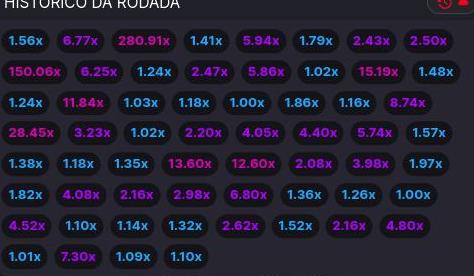 HISTÓRICO DA RODADA
1.56x 6.77x 280.91x 1.41x 5.94x 1.79x 2.43x 2.50x
150.06x 6.25x 1.24x 2.47x 5.86x 1.02x 15.19x 1.48x
1.24x 11.84x 1.03x 1.18x 1.00x 1.86x 1.16x 8.74x
28.45x 3.23x 1.02x 2.20x 4.05x 4.40x 5.74x 1.57x
1.38x 1.18x 1.35x 13.60x 12.60x 2.08x 3.98x 1.97x
1.82x 4.08x 2.16x 2.98x 6.80x 1.36x 1.26x 1.00x
4.52x 1.10x 1.14x 1.32x 2.62x 1.52x 2.16x 4.80x
1.01x 7.30x 1.09x 1.10x